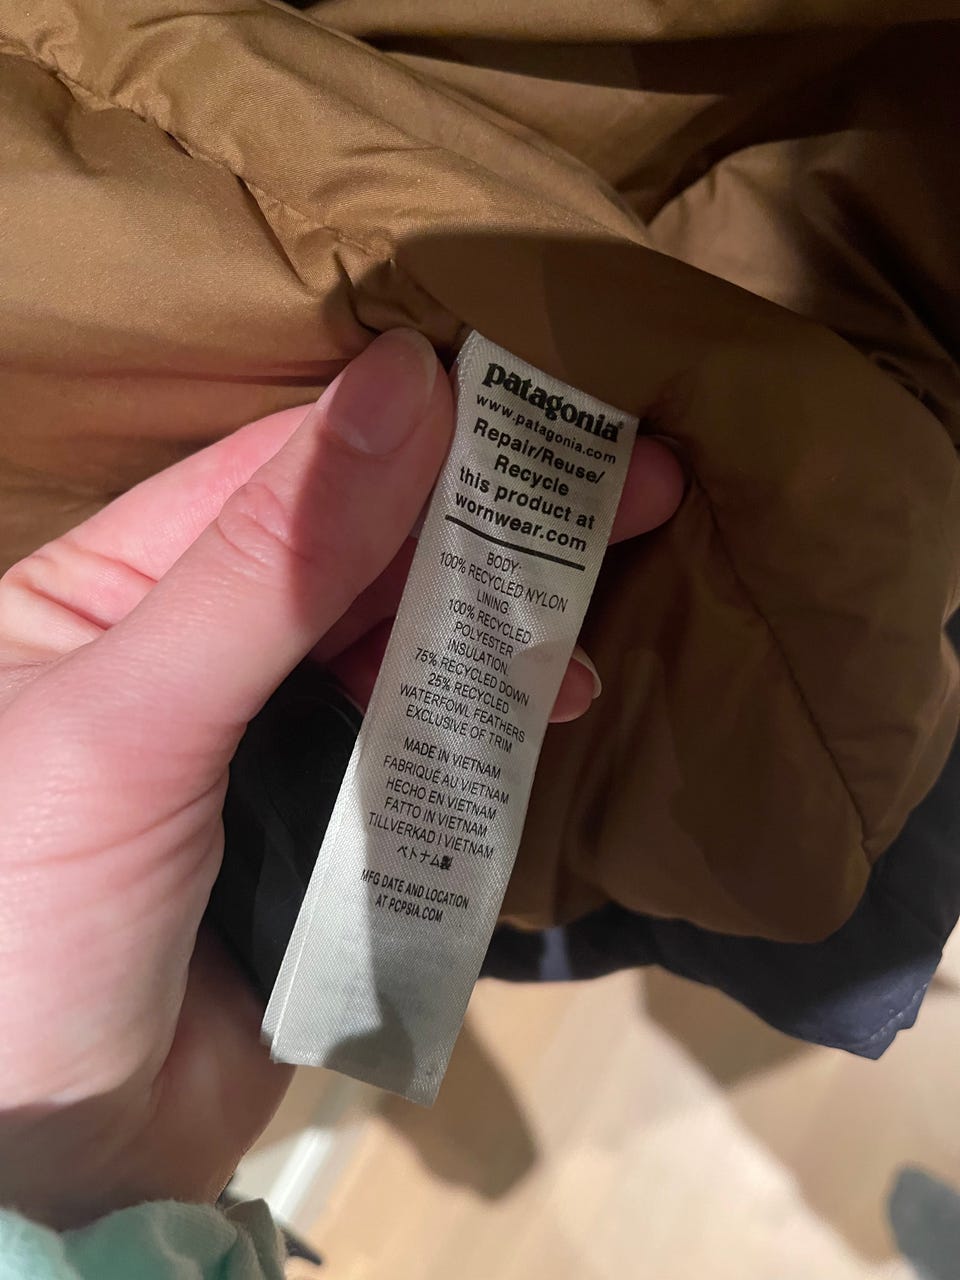 patagonia®
www.patagonia.com
Repair/Reuse/
Recycle
this product at
wornwear.com
BODY:
100% RECYCLED NYLON
LINING:
100% RECYCLED
POLYESTER
INSULATION:
75% RECYCLED DOWN
25% RECYCLED
WATERFOWL FEATHERS
EXCLUSIVE OF TRIM
MADE IN VIETNAM
FABRIQUÉ AU VIETNAM
HECHO EN VIETNAM
FATTO IN VIETNAM
TILLVERKAD I VIETNAM
ベトナム製
MFG DATE AND LOCATION
AT PCPSIA.COM